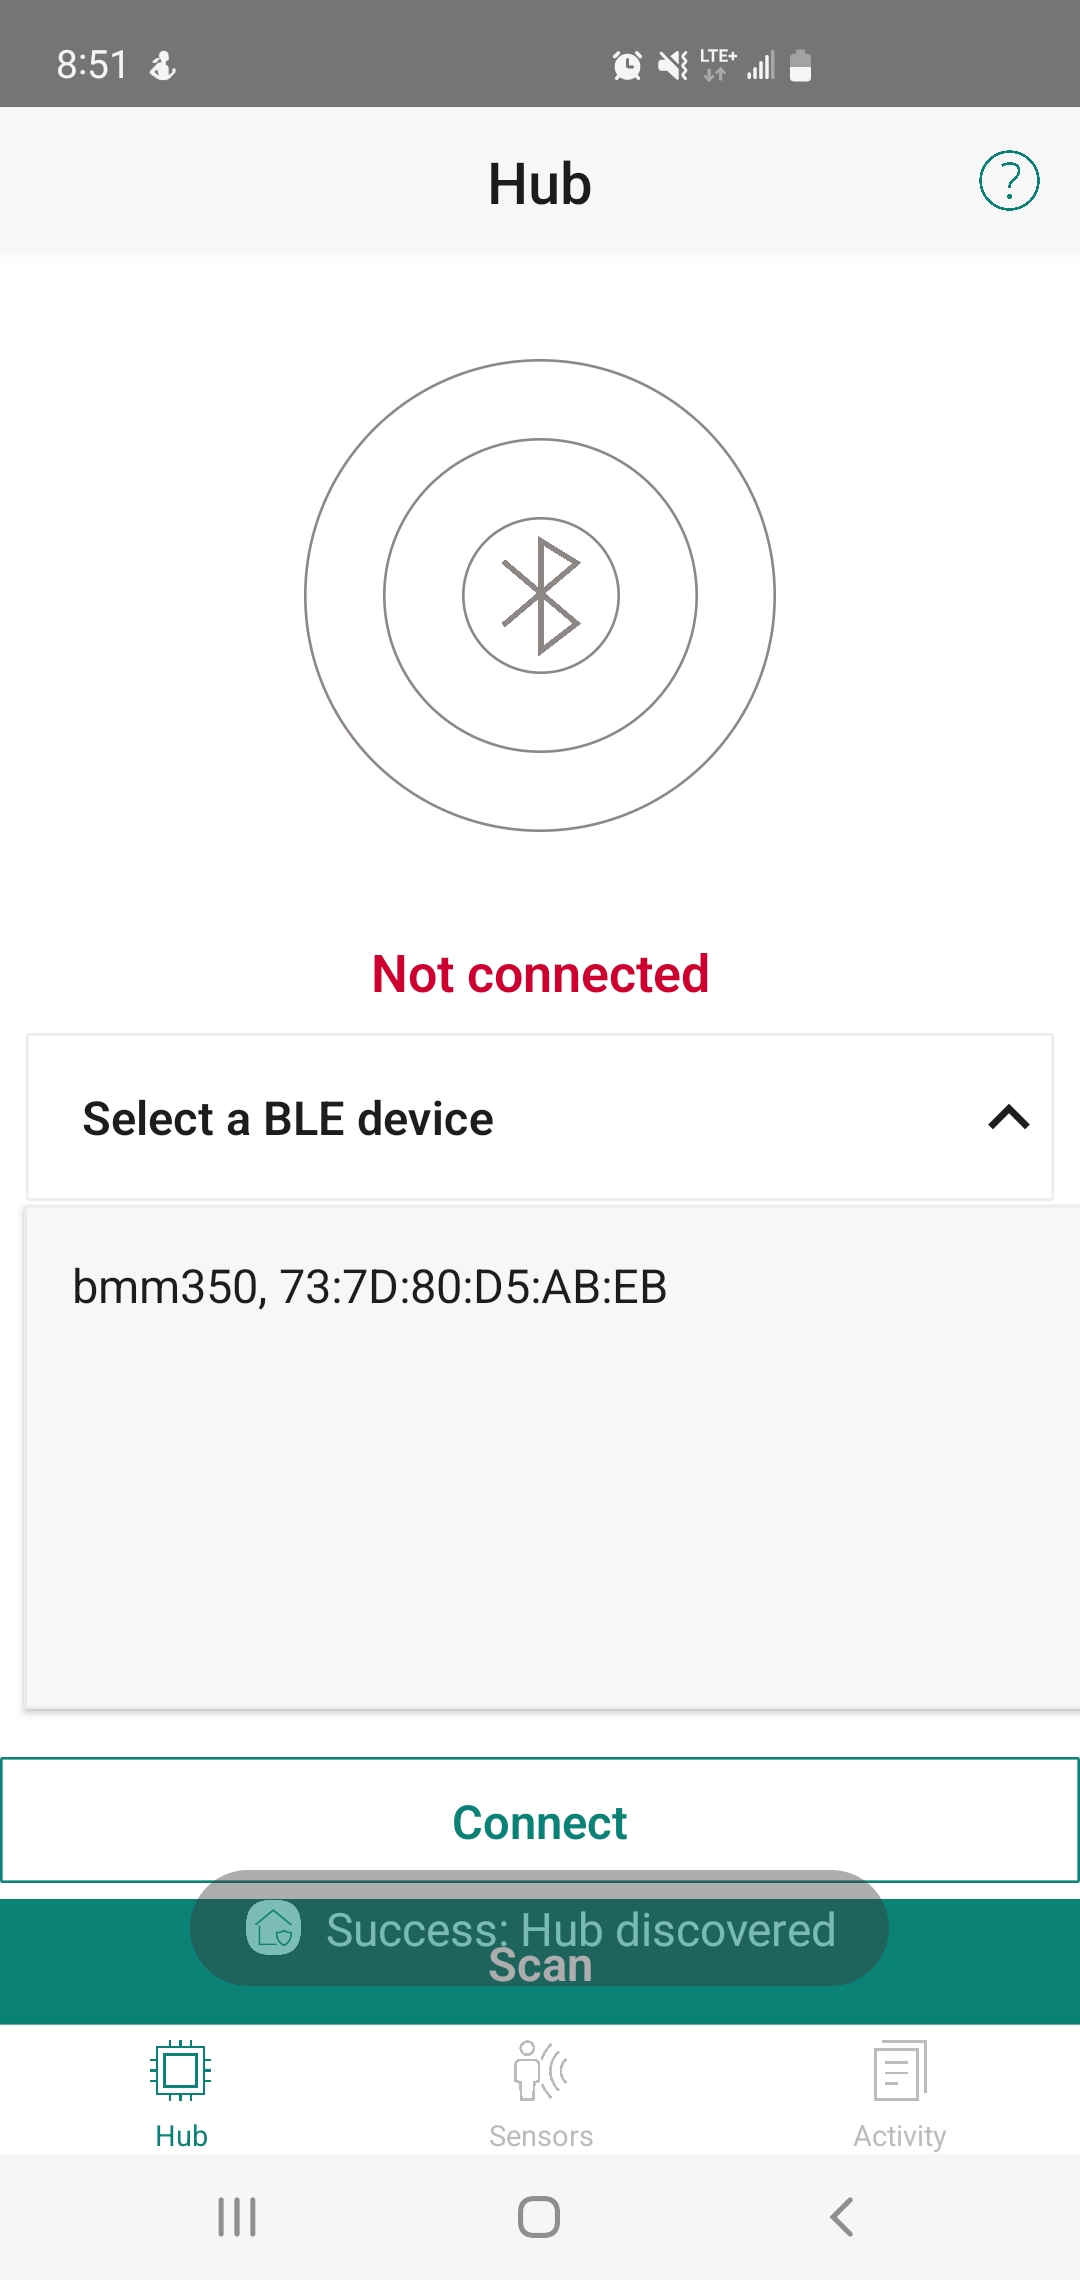 8:51
LTE+
Hub
?
Not connected
Select a BLE device
bmm350, 73:7D:80:D5:AB:EB
Connect
Success: Hub discovered
Scan
Hub
Sensors
Activity